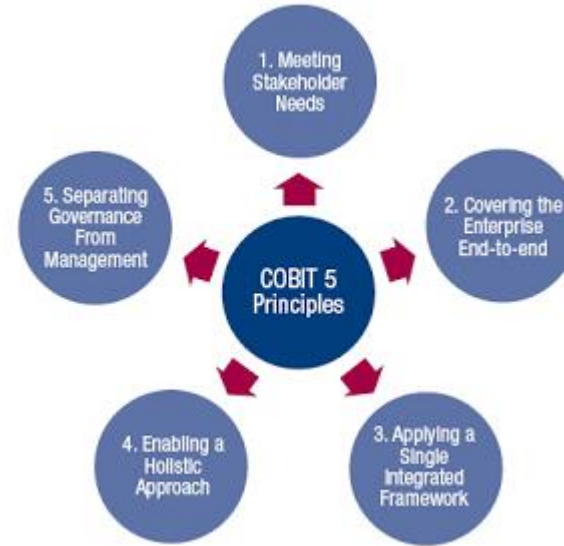 1. Meeting
Stakeholder
Needs
5. Separating
Governance
From
Management
2. Covering the
Enterprise
End-to-end
COBIT 5
Principles
4. Enabling a
Holistic
Approach
3. Applying a
Single
Integrated
Framework